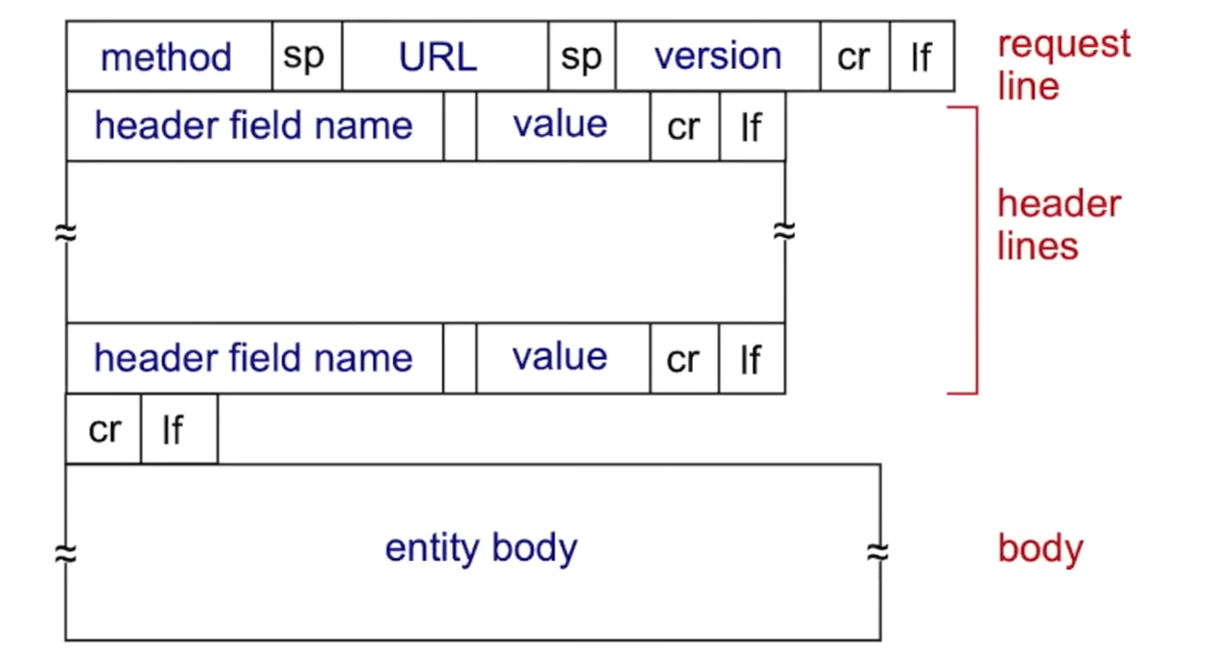 method sp URL sp version cr lf
request
line
header field name value cr lf
header
lines
header field name value cr lf
cr lf
entity body
body